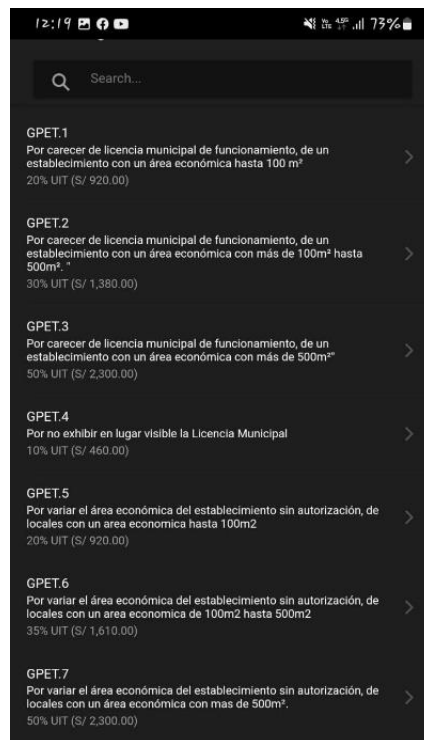 12:19
Vo
LTE
4.5G
73%
Search...
GPET.1
Por carecer de licencia municipal de funcionamiento, de un
establecimiento con un área económica hasta 100 m²
20% UIT (S/ 920.00)
GPET.2
Por carecer de licencia municipal de funcionamiento, de un
establecimiento con un área económica con más de 100m² hasta
500m². "
30% UIT (S/ 1,380.00)
GPET.3
Por carecer de licencia municipal de funcionamiento, de un
establecimiento con un área económica con más de 500m²"
50% UIT (S/ 2,300.00)
GPET.4
Por no exhibir en lugar visible la Licencia Municipal
10% UIT (S/ 460.00)
GPET.5
Por variar el área económica del establecimiento sin autorización, de
locales con un area economica hasta 100m2
20% UIT (S/ 920.00)
GPET.6
Por variar el área económica del establecimiento sin autorización, de
locales con un area economica de 100m2 hasta 500m2
35% UIT (S/ 1,610.00)
GPET.7
Por variar el área económica del establecimiento sin autorización, de
locales con un área económica con mas de 500m².
50% UIT (S/ 2,300.00)